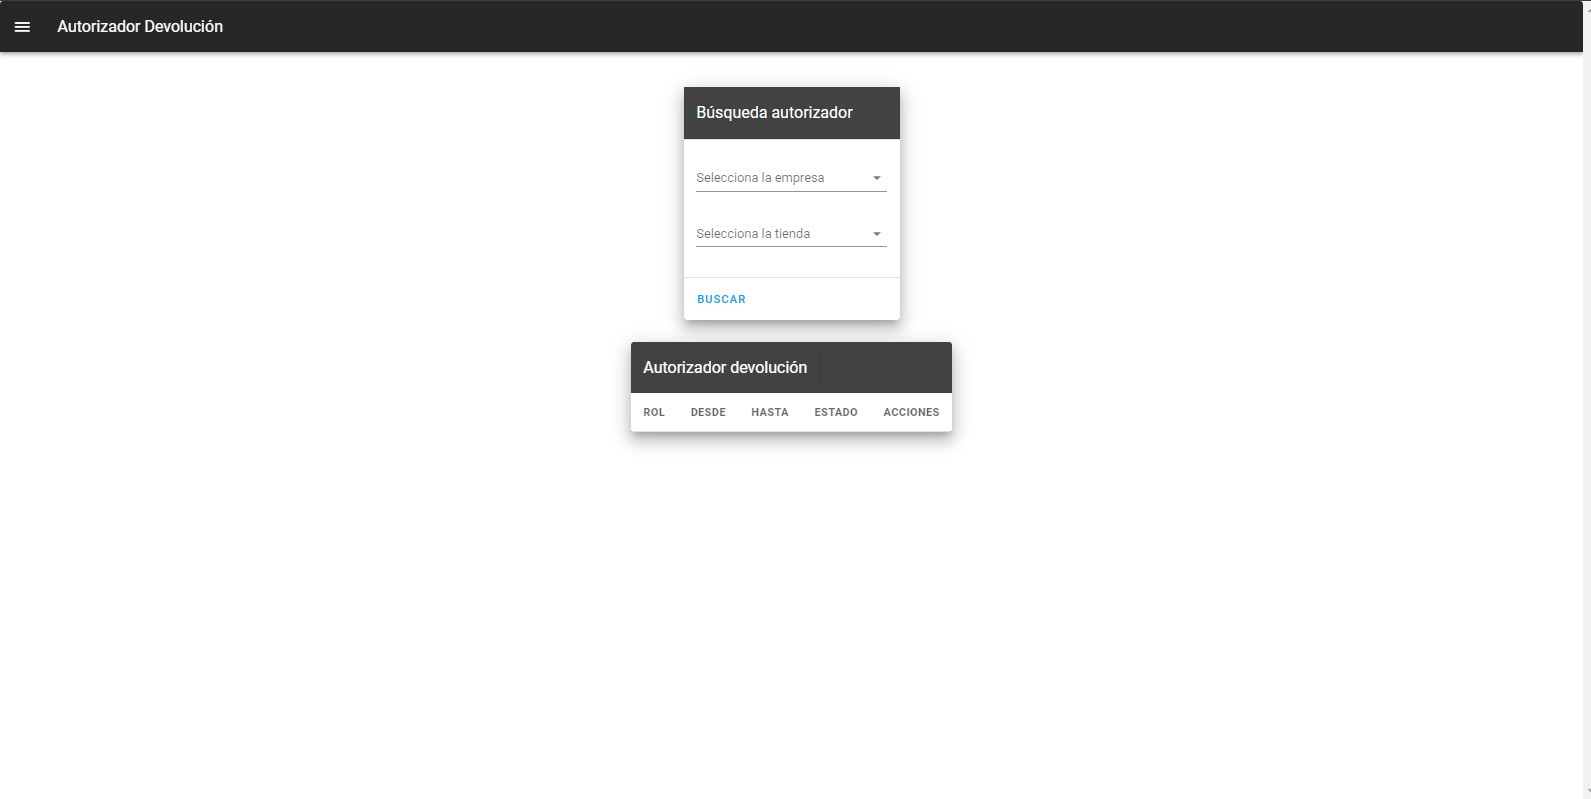 Autorizador Devolución
Búsqueda autorizador
Selecciona la empresa
Selecciona la tienda
BUSCAR
Autorizador devolución
ROL DESDE HASTA ESTADO ACCIONES